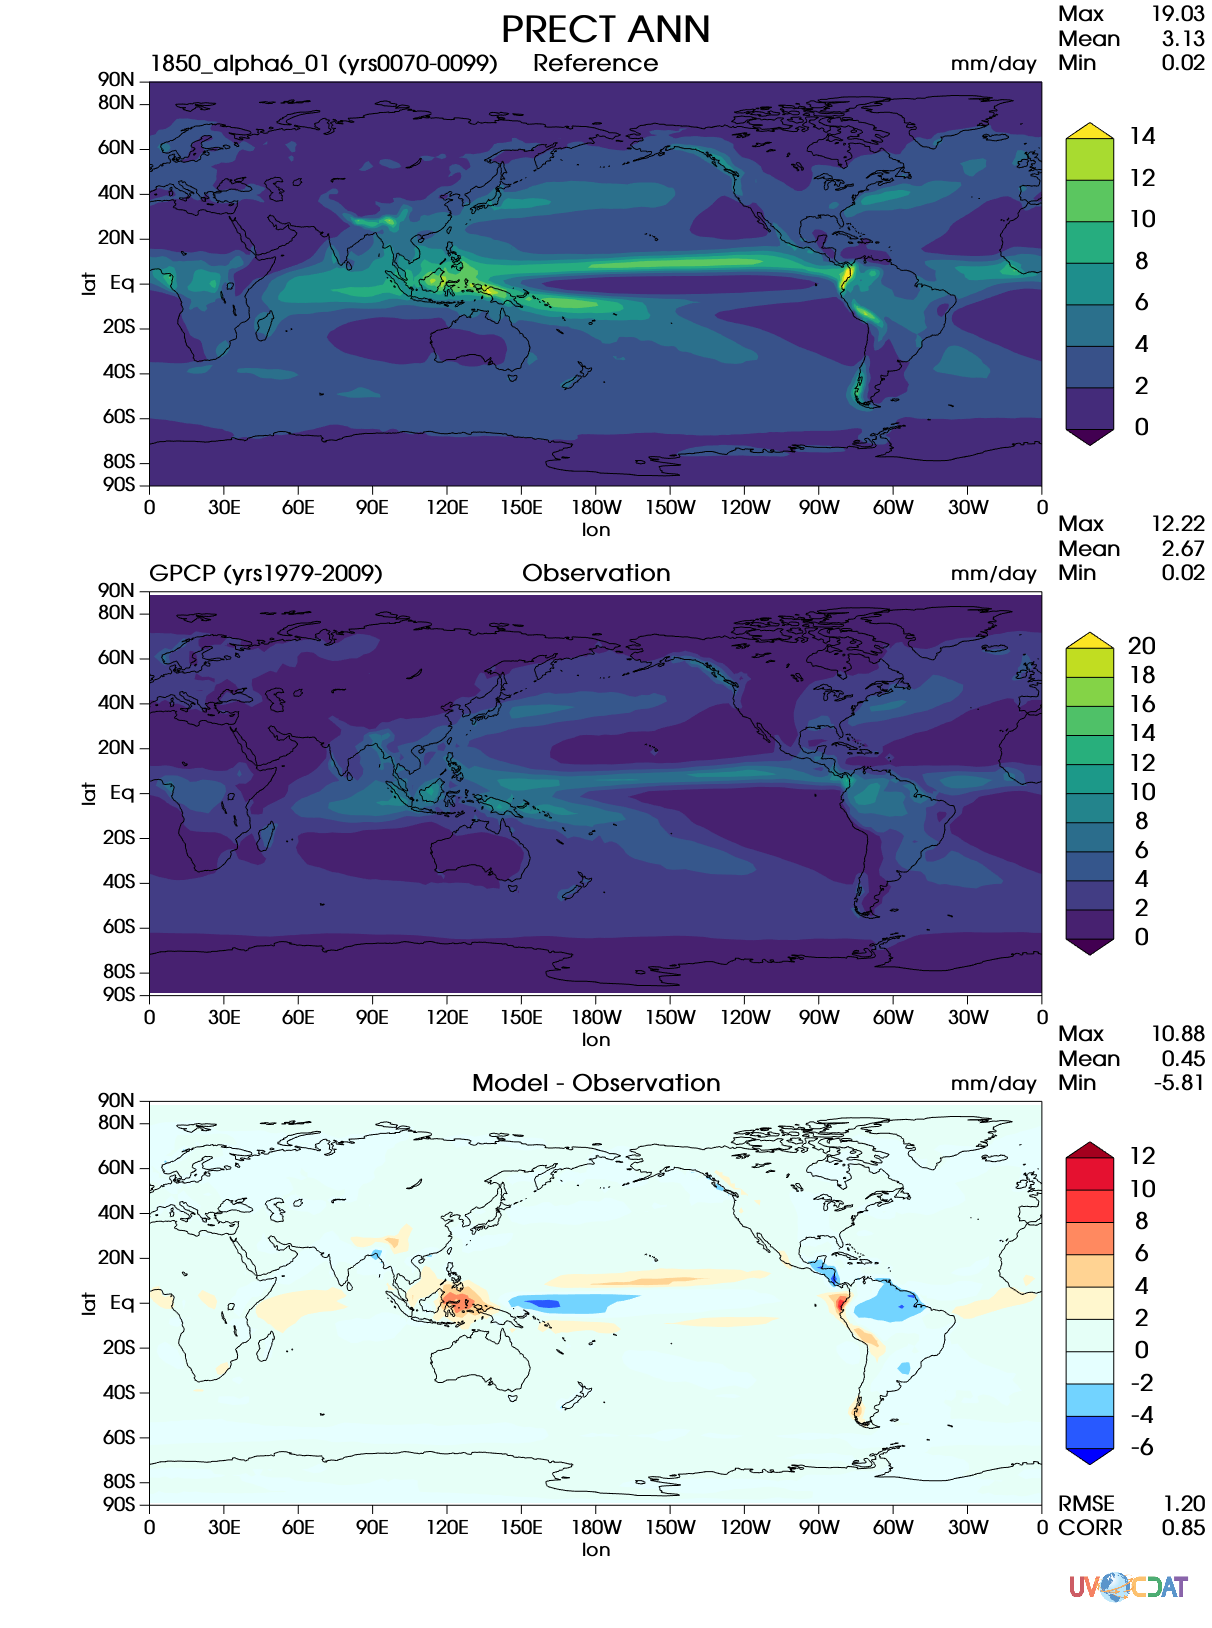 PRECT ANN
Max 19.03
Mean 3.13
Min 0.02
1850_alpha6_01 (yrs0070-0099) Reference mm/day
90N
80N
60N
40N
20N
Eq
20S
40S
60S
80S
90S
lat
0 30E 60E 90E 120E 150E 180W 150W 120W 90W 60W 30W 0
lon
14
12
10
8
6
4
2
0
Max 12.22
Mean 2.67
Min 0.02
GPCP (yrs1979-2009) Observation mm/day
90N
80N
60N
40N
20N
Eq
20S
40S
60S
80S
90S
lat
0 30E 60E 90E 120E 150E 180W 150W 120W 90W 60W 30W 0
lon
20
18
16
14
12
10
8
6
4
2
0
Max 10.88
Mean 0.45
Min -5.81
Model - Observation mm/day
90N
80N
60N
40N
20N
Eq
20S
40S
60S
80S
90S
lat
0 30E 60E 90E 120E 150E 180W 150W 120W 90W 60W 30W 0
lon
12
10
8
6
4
2
0
-2
-4
-6
RMSE 1.20
CORR 0.85
UV CDAT